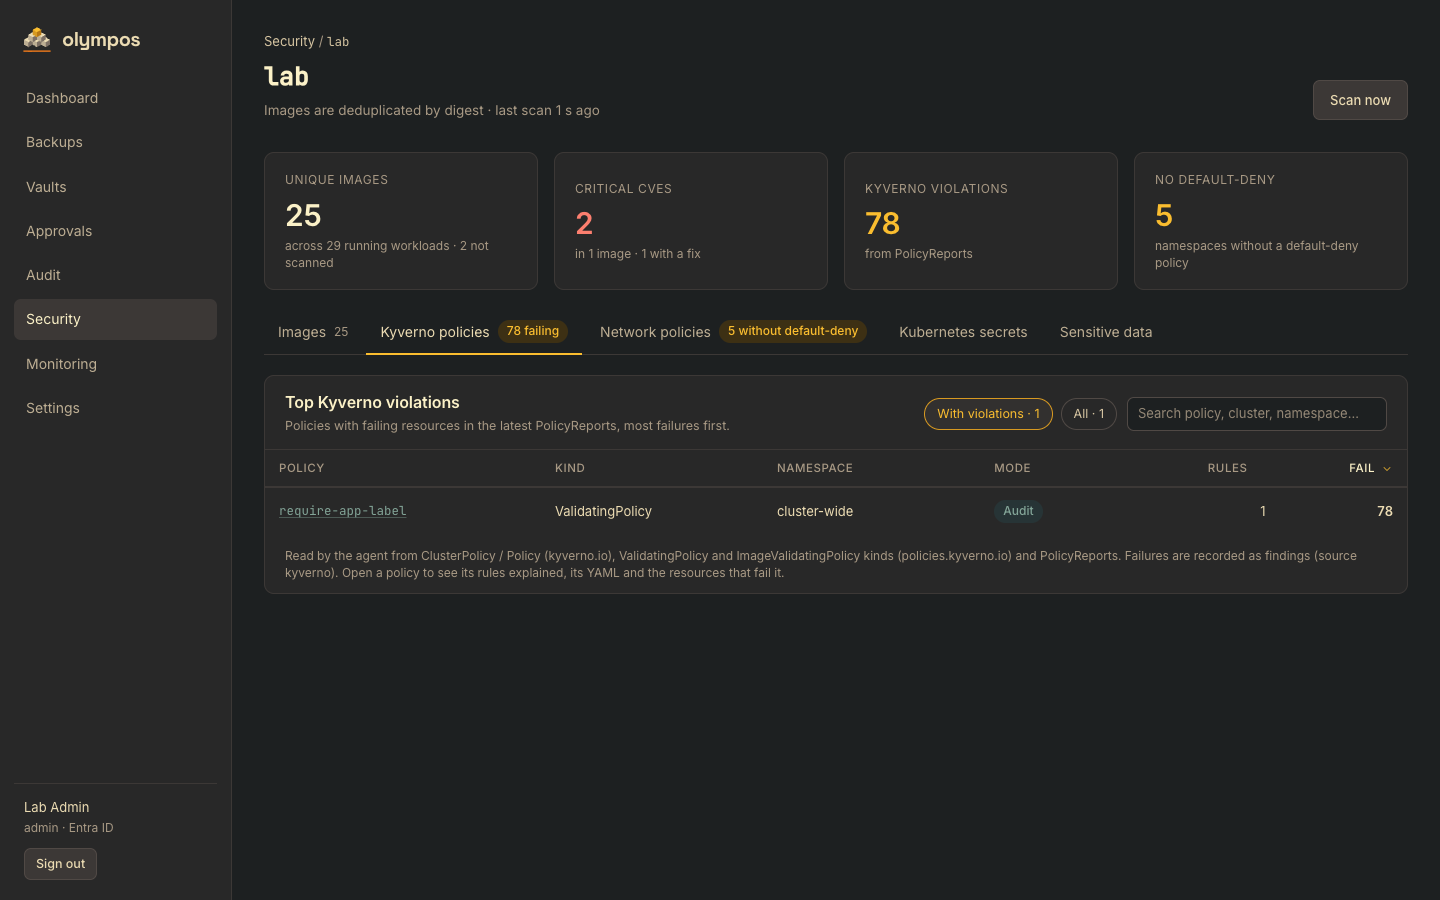 olympos
Dashboard
Backups
Vaults
Approvals
Audit
Security
Monitoring
Settings
Lab Admin
admin · Entra ID
Sign out
Security / lab
lab
Images are deduplicated by digest · last scan 1 s ago
Scan now
UNIQUE IMAGES
25
across 29 running workloads · 2 not
scanned
CRITICAL CVES
2
in 1 image · 1 with a fix
KYVERNO VIOLATIONS
78
from PolicyReports
NO DEFAULT-DENY
5
namespaces without a default-deny
policy
Images 25 Kyverno policies 78 failing Network policies 5 without default-deny Kubernetes secrets Sensitive data
Top Kyverno violations
Policies with failing resources in the latest PolicyReports, most failures first.
With violations · 1 All · 1 Search policy, cluster, namespace...
POLICY KIND NAMESPACE MODE RULES FAIL
require-app-label ValidatingPolicy cluster-wide Audit 1 78
Read by the agent from ClusterPolicy / Policy (kyverno.io), ValidatingPolicy and ImageValidatingPolicy kinds (policies.kyverno.io) and PolicyReports. Failures are recorded as findings (source
kyverno). Open a policy to see its rules explained, its YAML and the resources that fail it.